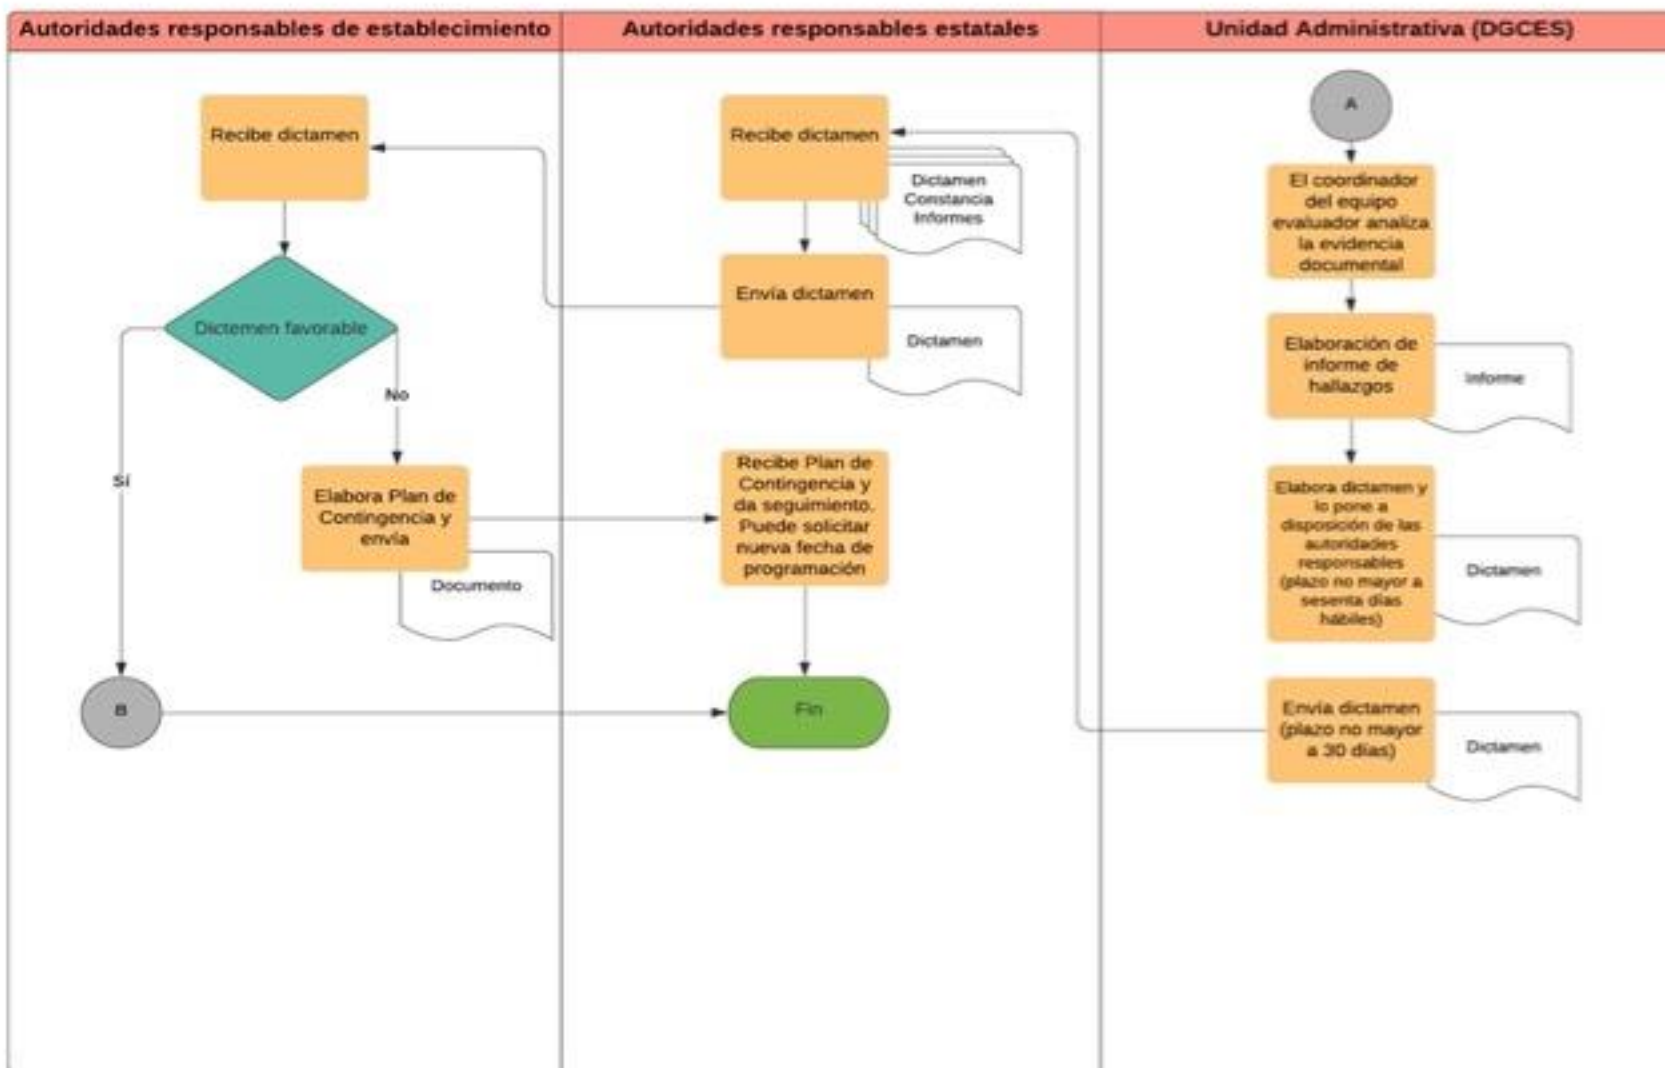 Autoridades responsables de establecimiento
Autoridades responsables estatales
Unidad Administrativa (DGCES)
Recibe dictamen
Dictemen favorable
No
Sí
Elabora Plan de
Contingencia y
envía
Documento
B
Recibe dictamen
Dictamen
Constancia
Informes
Envía dictamen
Dictamen
Recibe Plan de
Contingencia y
da seguimiento.
Puede solicitar
nueva fecha de
programación
Fin
A
El coordinador
del equipo
evaluador analiza
la evidencia
documental
Elaboración de
informe de
hallazgos
Informe
Elabora dictamen y
lo pone a
disposición de las
autoridades
responsables
(plazo no mayor a
sesenta días
hábiles)
Dictamen
Envía dictamen
(plazo no mayor
a 30 días)
Dictamen